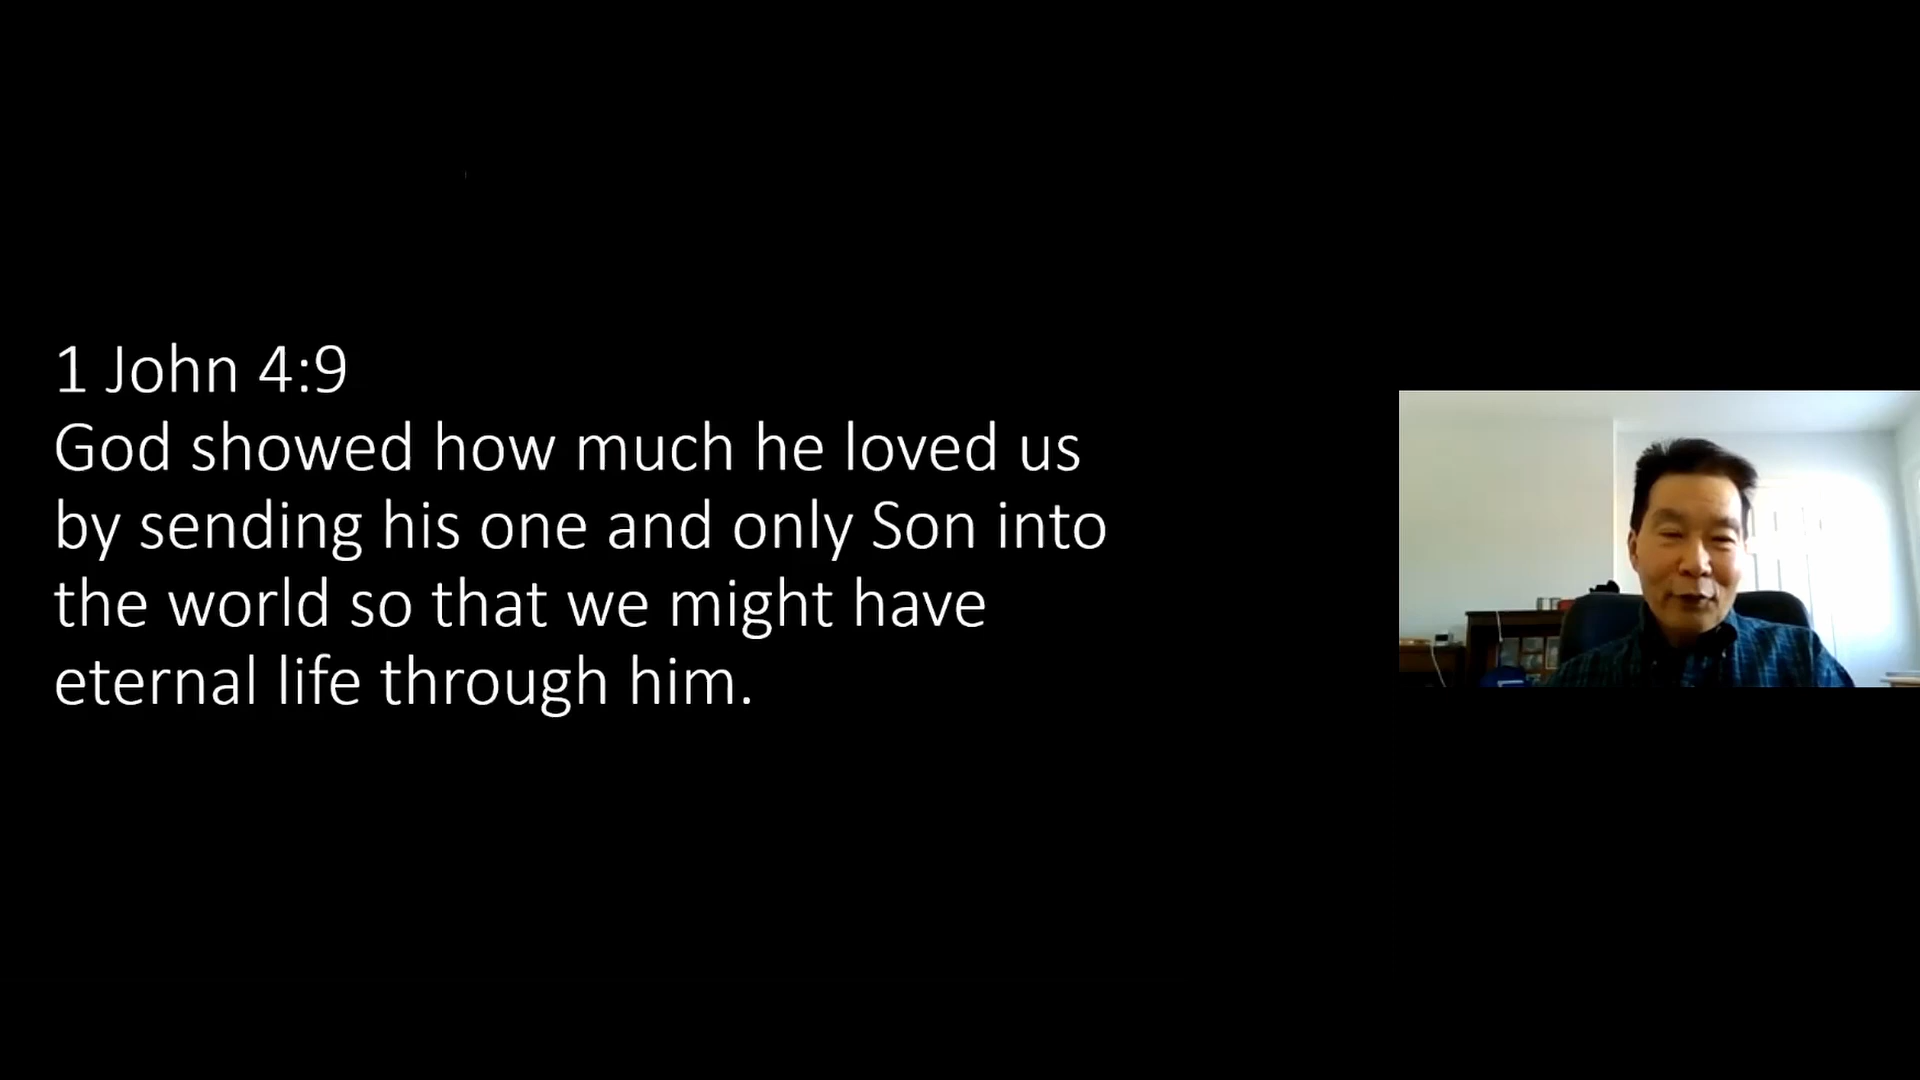 1 John 4:9
God showed how much he loved us
by sending his one and only Son into
the world so that we might have
eternal life through him.